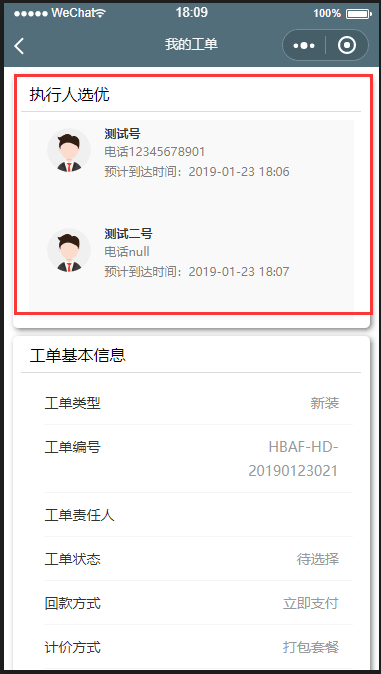 WeChat 18:09 100%
我的工单
执行人选优
测试号
电话12345678901
预计到达时间：2019-01-23 18:06
测试二号
电话null
预计到达时间：2019-01-23 18:07
工单基本信息
工单类型 新装
工单编号 HBAF-HD-
20190123021
工单责任人
工单状态 待选择
回款方式 立即支付
计价方式 打包套餐